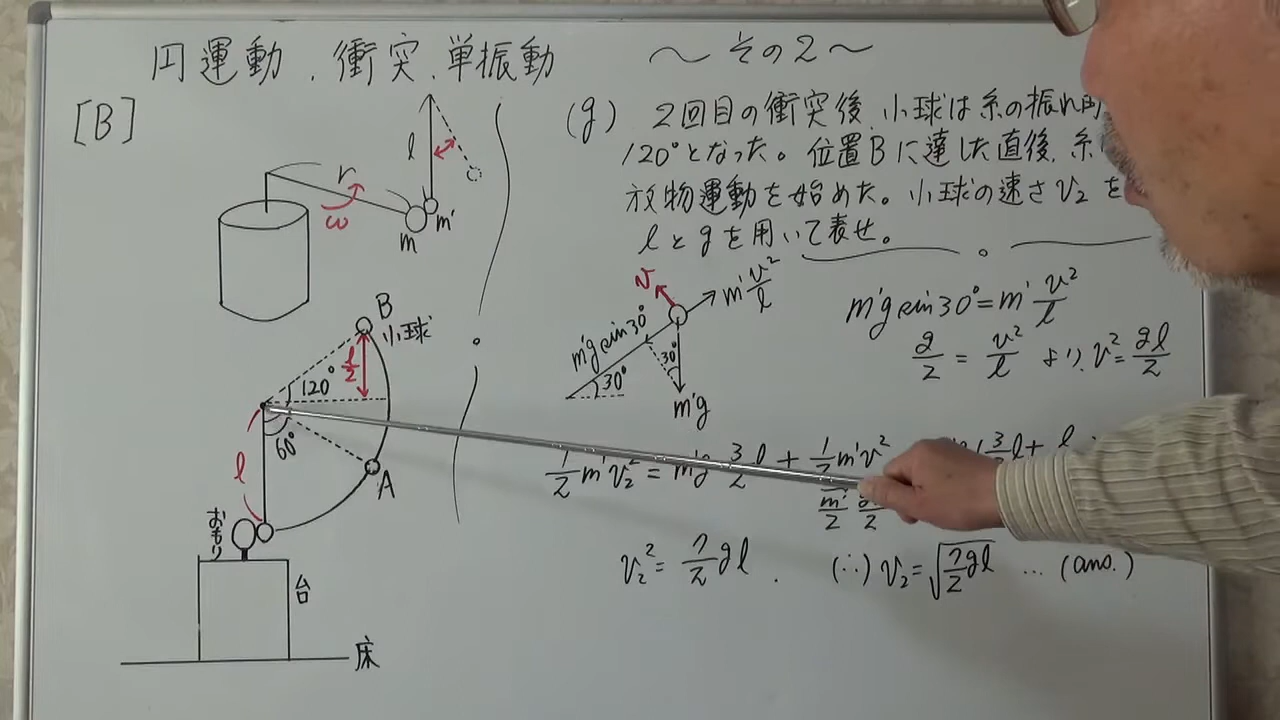 円運動、衝突、単振動 〜その2〜
[B]
l
r
ω
m
m'
B
小球
l/2
120°
60°
l
A
おもり
台
床
(g) 2回目の衝突後、小球は糸の振れ角
120°となった。位置Bに達した直後、糸
放物運動を始めた。小球の速さ v₂ を
lとgを用いて表せ。
v
m' v²/l
m'g sin30°
30°
30°
m'g
m'g sin30° = m' v²/l
g/2 = v²/l より、v² = gl/2
1/2 m'v₂² = m'g 3/2 l + 1/2 m'v²
m'/2
v₂² = 7/2 gl .
(∴) v₂ = √(7/2 gl) … (ans.)